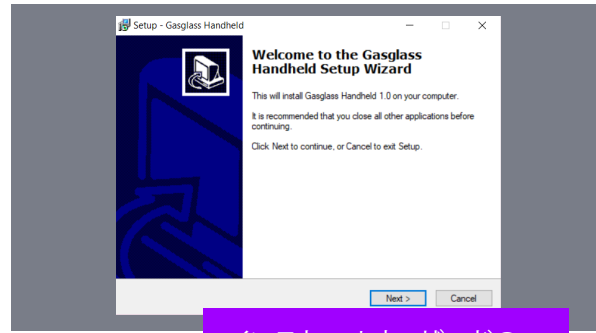 Setup - Gasglass Handheld
Welcome to the Gasglass
Handheld Setup Wizard
This will install Gasglass Handheld 1.0 on your computer.
It is recommended that you close all other applications before
continuing.
Click Next to continue, or Cancel to exit Setup.
Next >
Cancel